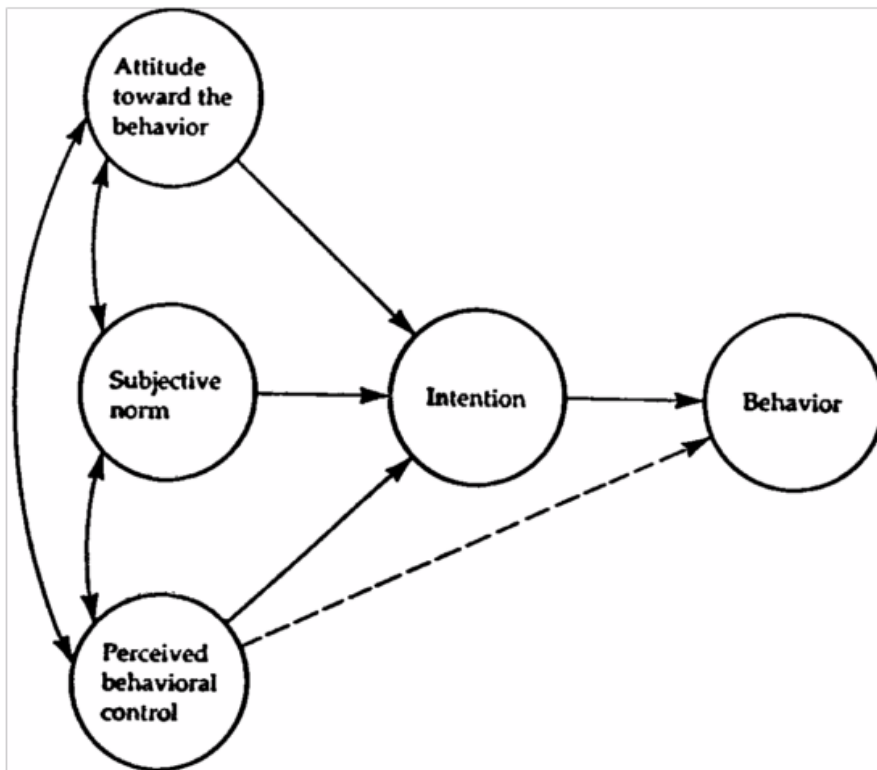 Attitude
toward the
behavior
Subjective
norm
Intention
Behavior
Perceived
behavioral
control